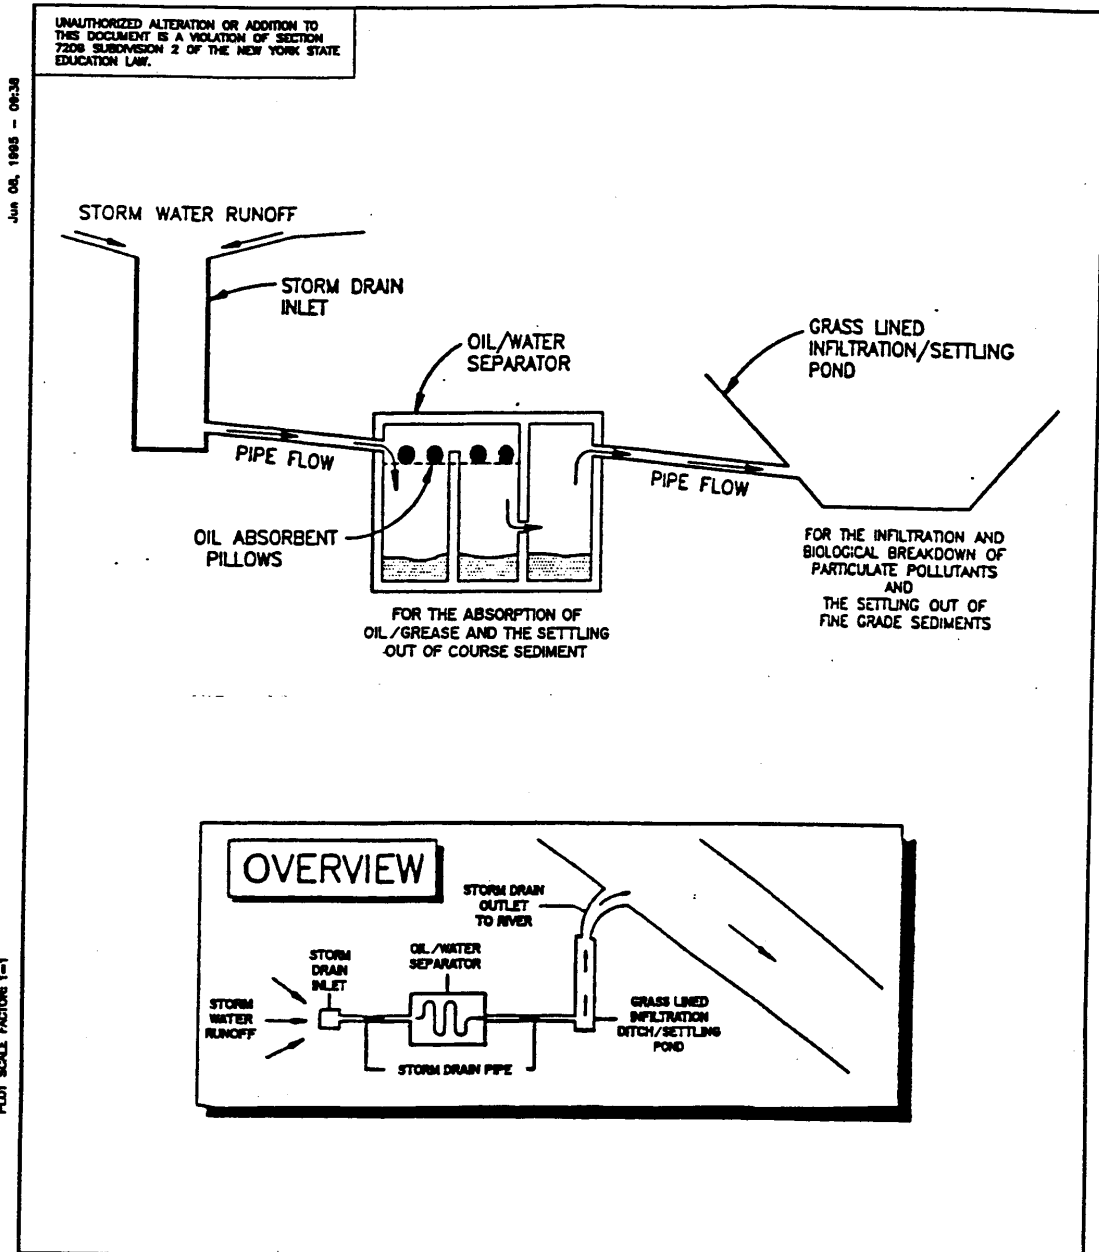 UNAUTHORIZED ALTERATION OR ADDITION TO
THIS DOCUMENT IS A VIOLATION OF SECTION
7209 SUBDIVISION 2 OF THE NEW YORK STATE
EDUCATION LAW.
Jun 08, 1995 - 09:38
STORM WATER RUNOFF
STORM DRAIN
INLET
OIL/WATER
SEPARATOR
GRASS LINED
INFILTRATION/SETTLING
POND
PIPE FLOW
PIPE FLOW
OIL ABSORBENT
PILLOWS
FOR THE ABSORPTION OF
OIL/GREASE AND THE SETTLING
OUT OF COURSE SEDIMENT
FOR THE INFILTRATION AND
BIOLOGICAL BREAKDOWN OF
PARTICULATE POLLUTANTS
AND
THE SETTLING OUT OF
FINE GRADE SEDIMENTS
PLOT SCALE FACTOR: 1=1
OVERVIEW
STORM DRAIN
OUTLET
TO RIVER
OIL/WATER
SEPARATOR
STORM
DRAIN
INLET
STORM
WATER
RUNOFF
GRASS LINED
INFILTRATION
DITCH/SETTLING
POND
STORM DRAIN PIPE